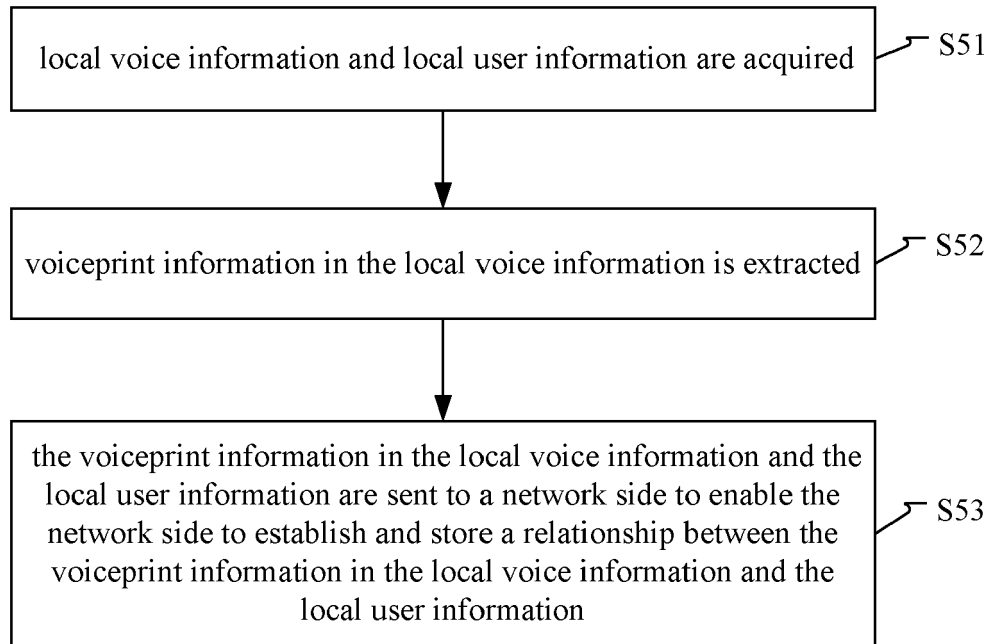 local voice information and local user information are acquired
S51
voiceprint information in the local voice information is extracted
S52
the voiceprint information in the local voice information and the
local user information are sent to a network side to enable the
network side to establish and store a relationship between the
voiceprint information in the local voice information and the
local user information
S53